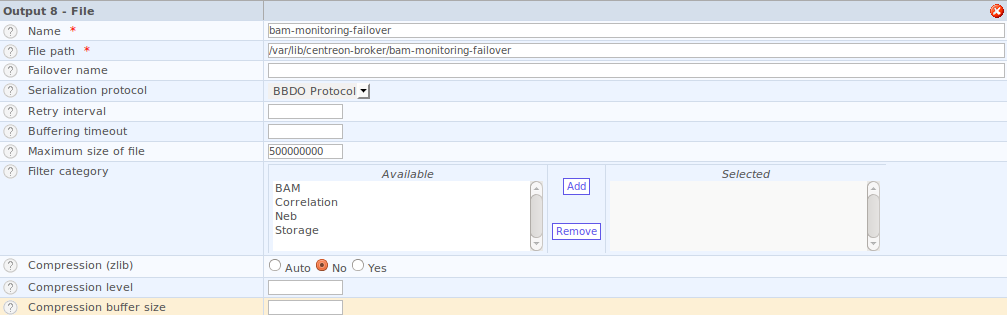 Output 8 - File
? Name * bam-monitoring-failover
? File path * /var/lib/centreon-broker/bam-monitoring-failover
? Failover name
? Serialization protocol BBDO Protocol
? Retry interval
? Buffering timeout
? Maximum size of file 500000000
? Filter category Available Selected
BAM
Correlation
Neb
Storage
Add
Remove
? Compression (zlib) Auto No Yes
? Compression level
? Compression buffer size